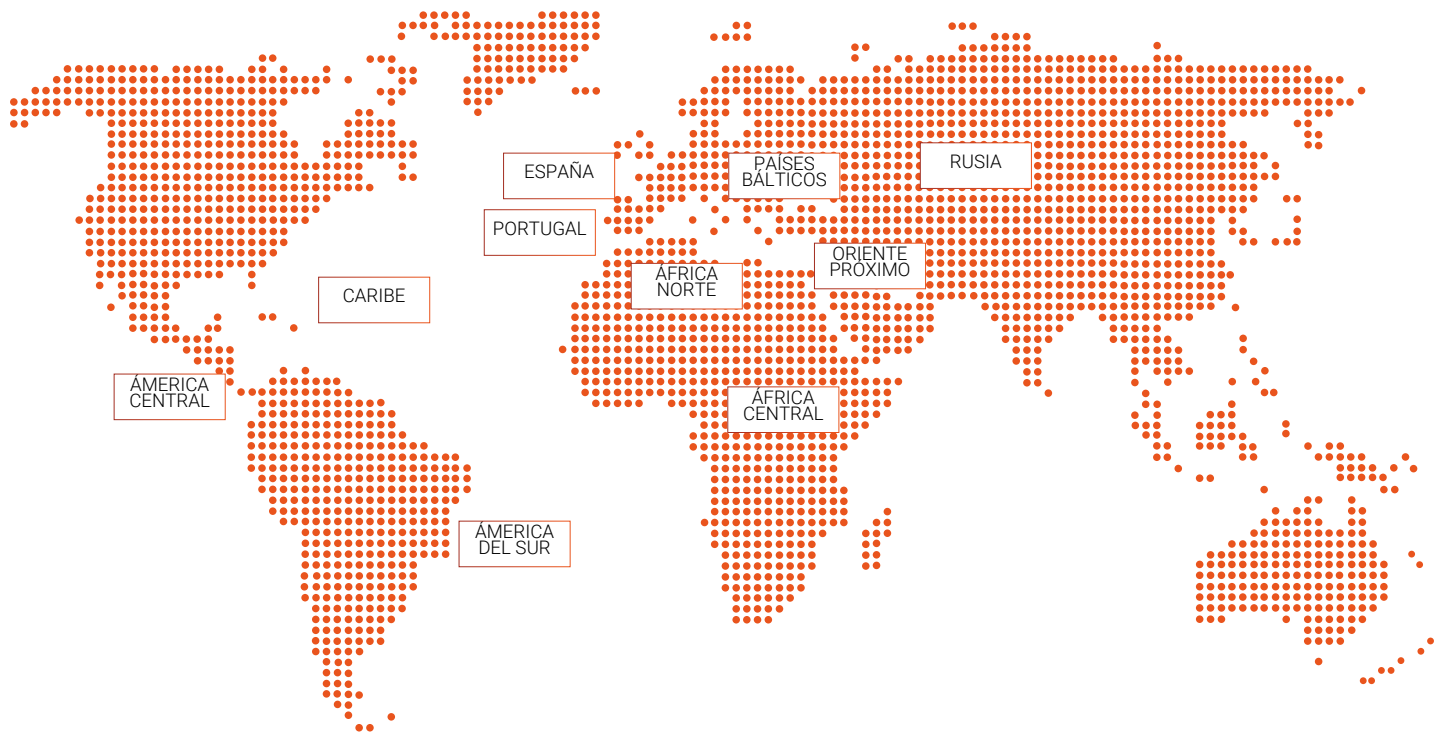 ESPAÑA
PAÍSES
BÁLTICOS
RUSIA
PORTUGAL
ORIENTE
PRÓXIMO
ÁFRICA
NORTE
CARIBE
ÁMERICA
CENTRAL
ÁFRICA
CENTRAL
ÁMERICA
DEL SUR